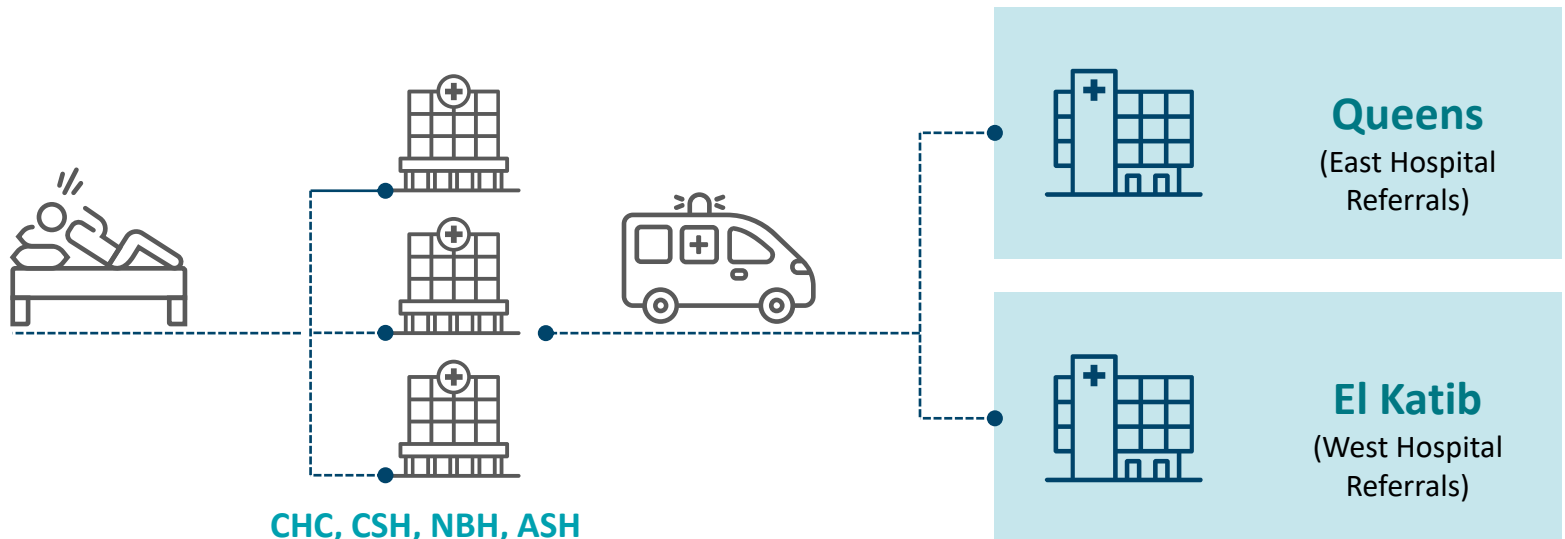 Queens
(East Hospital
Referrals)
El Katib
(West Hospital
Referrals)
CHC, CSH, NBH, ASH